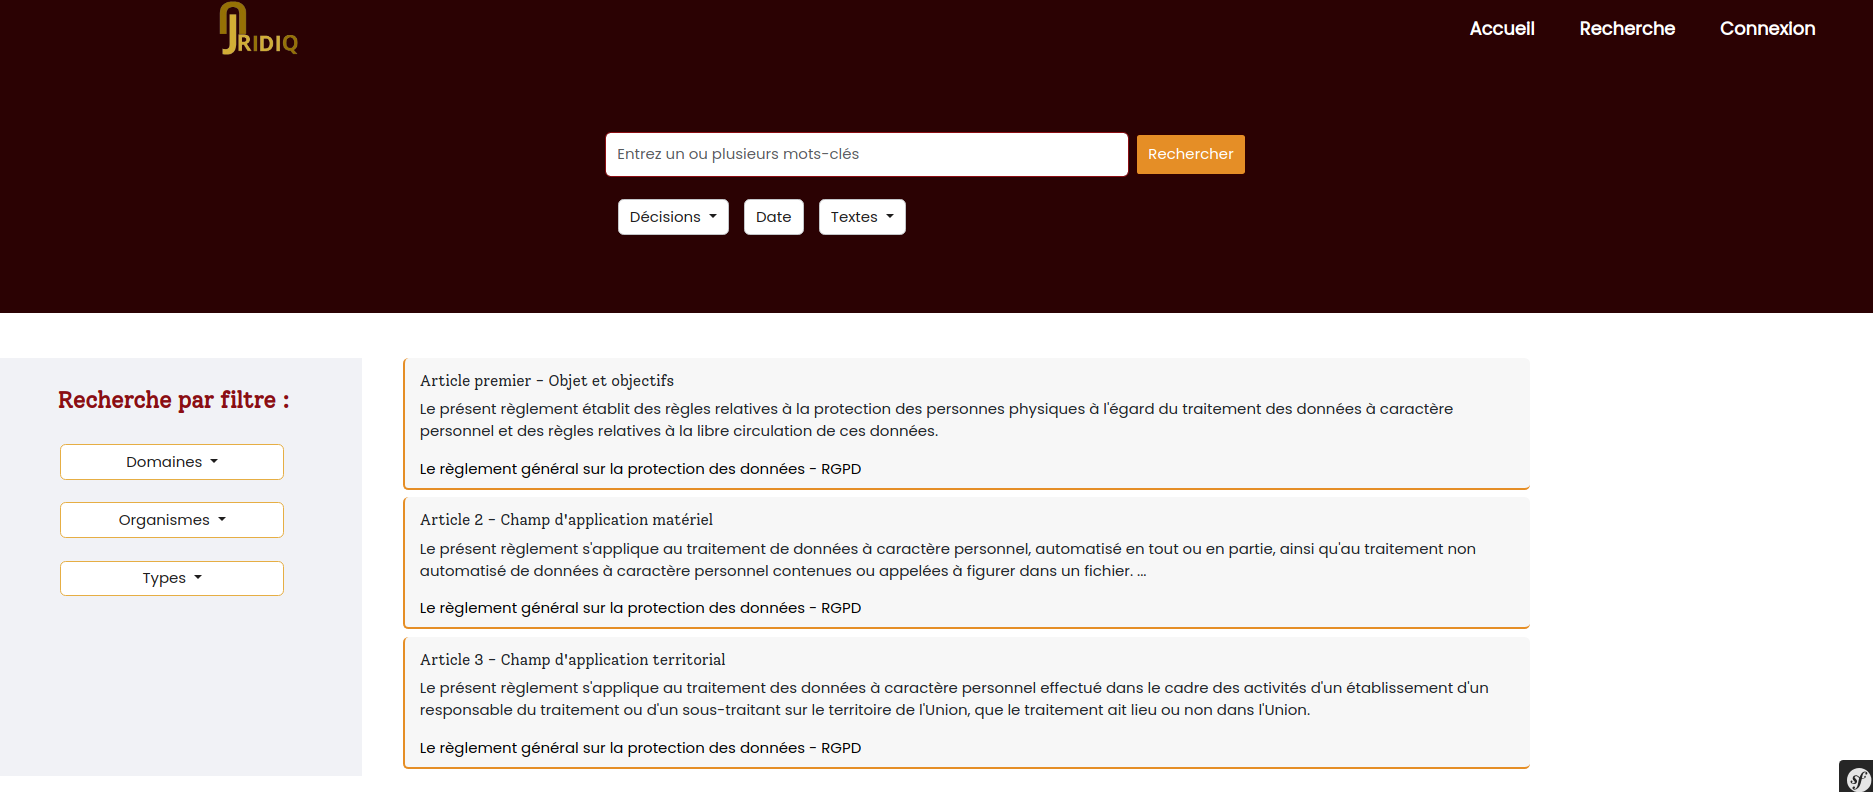 JRIDIQ
Accueil
Recherche
Connexion
Entrez un ou plusieurs mots-clés
Rechercher
Décisions
Date
Textes
Recherche par filtre :
Domaines
Organismes
Types
Article premier - Objet et objectifs
Le présent règlement établit des règles relatives à la protection des personnes physiques à l'égard du traitement des données à caractère
personnel et des règles relatives à la libre circulation de ces données.
Le règlement général sur la protection des données - RGPD
Article 2 - Champ d'application matériel
Le présent règlement s'applique au traitement de données à caractère personnel, automatisé en tout ou en partie, ainsi qu'au traitement non
automatisé de données à caractère personnel contenues ou appelées à figurer dans un fichier. ...
Le règlement général sur la protection des données - RGPD
Article 3 - Champ d'application territorial
Le présent règlement s'applique au traitement des données à caractère personnel effectué dans le cadre des activités d'un établissement d'un
responsable du traitement ou d'un sous-traitant sur le territoire de l'Union, que le traitement ait lieu ou non dans l'Union.
Le règlement général sur la protection des données - RGPD
sf